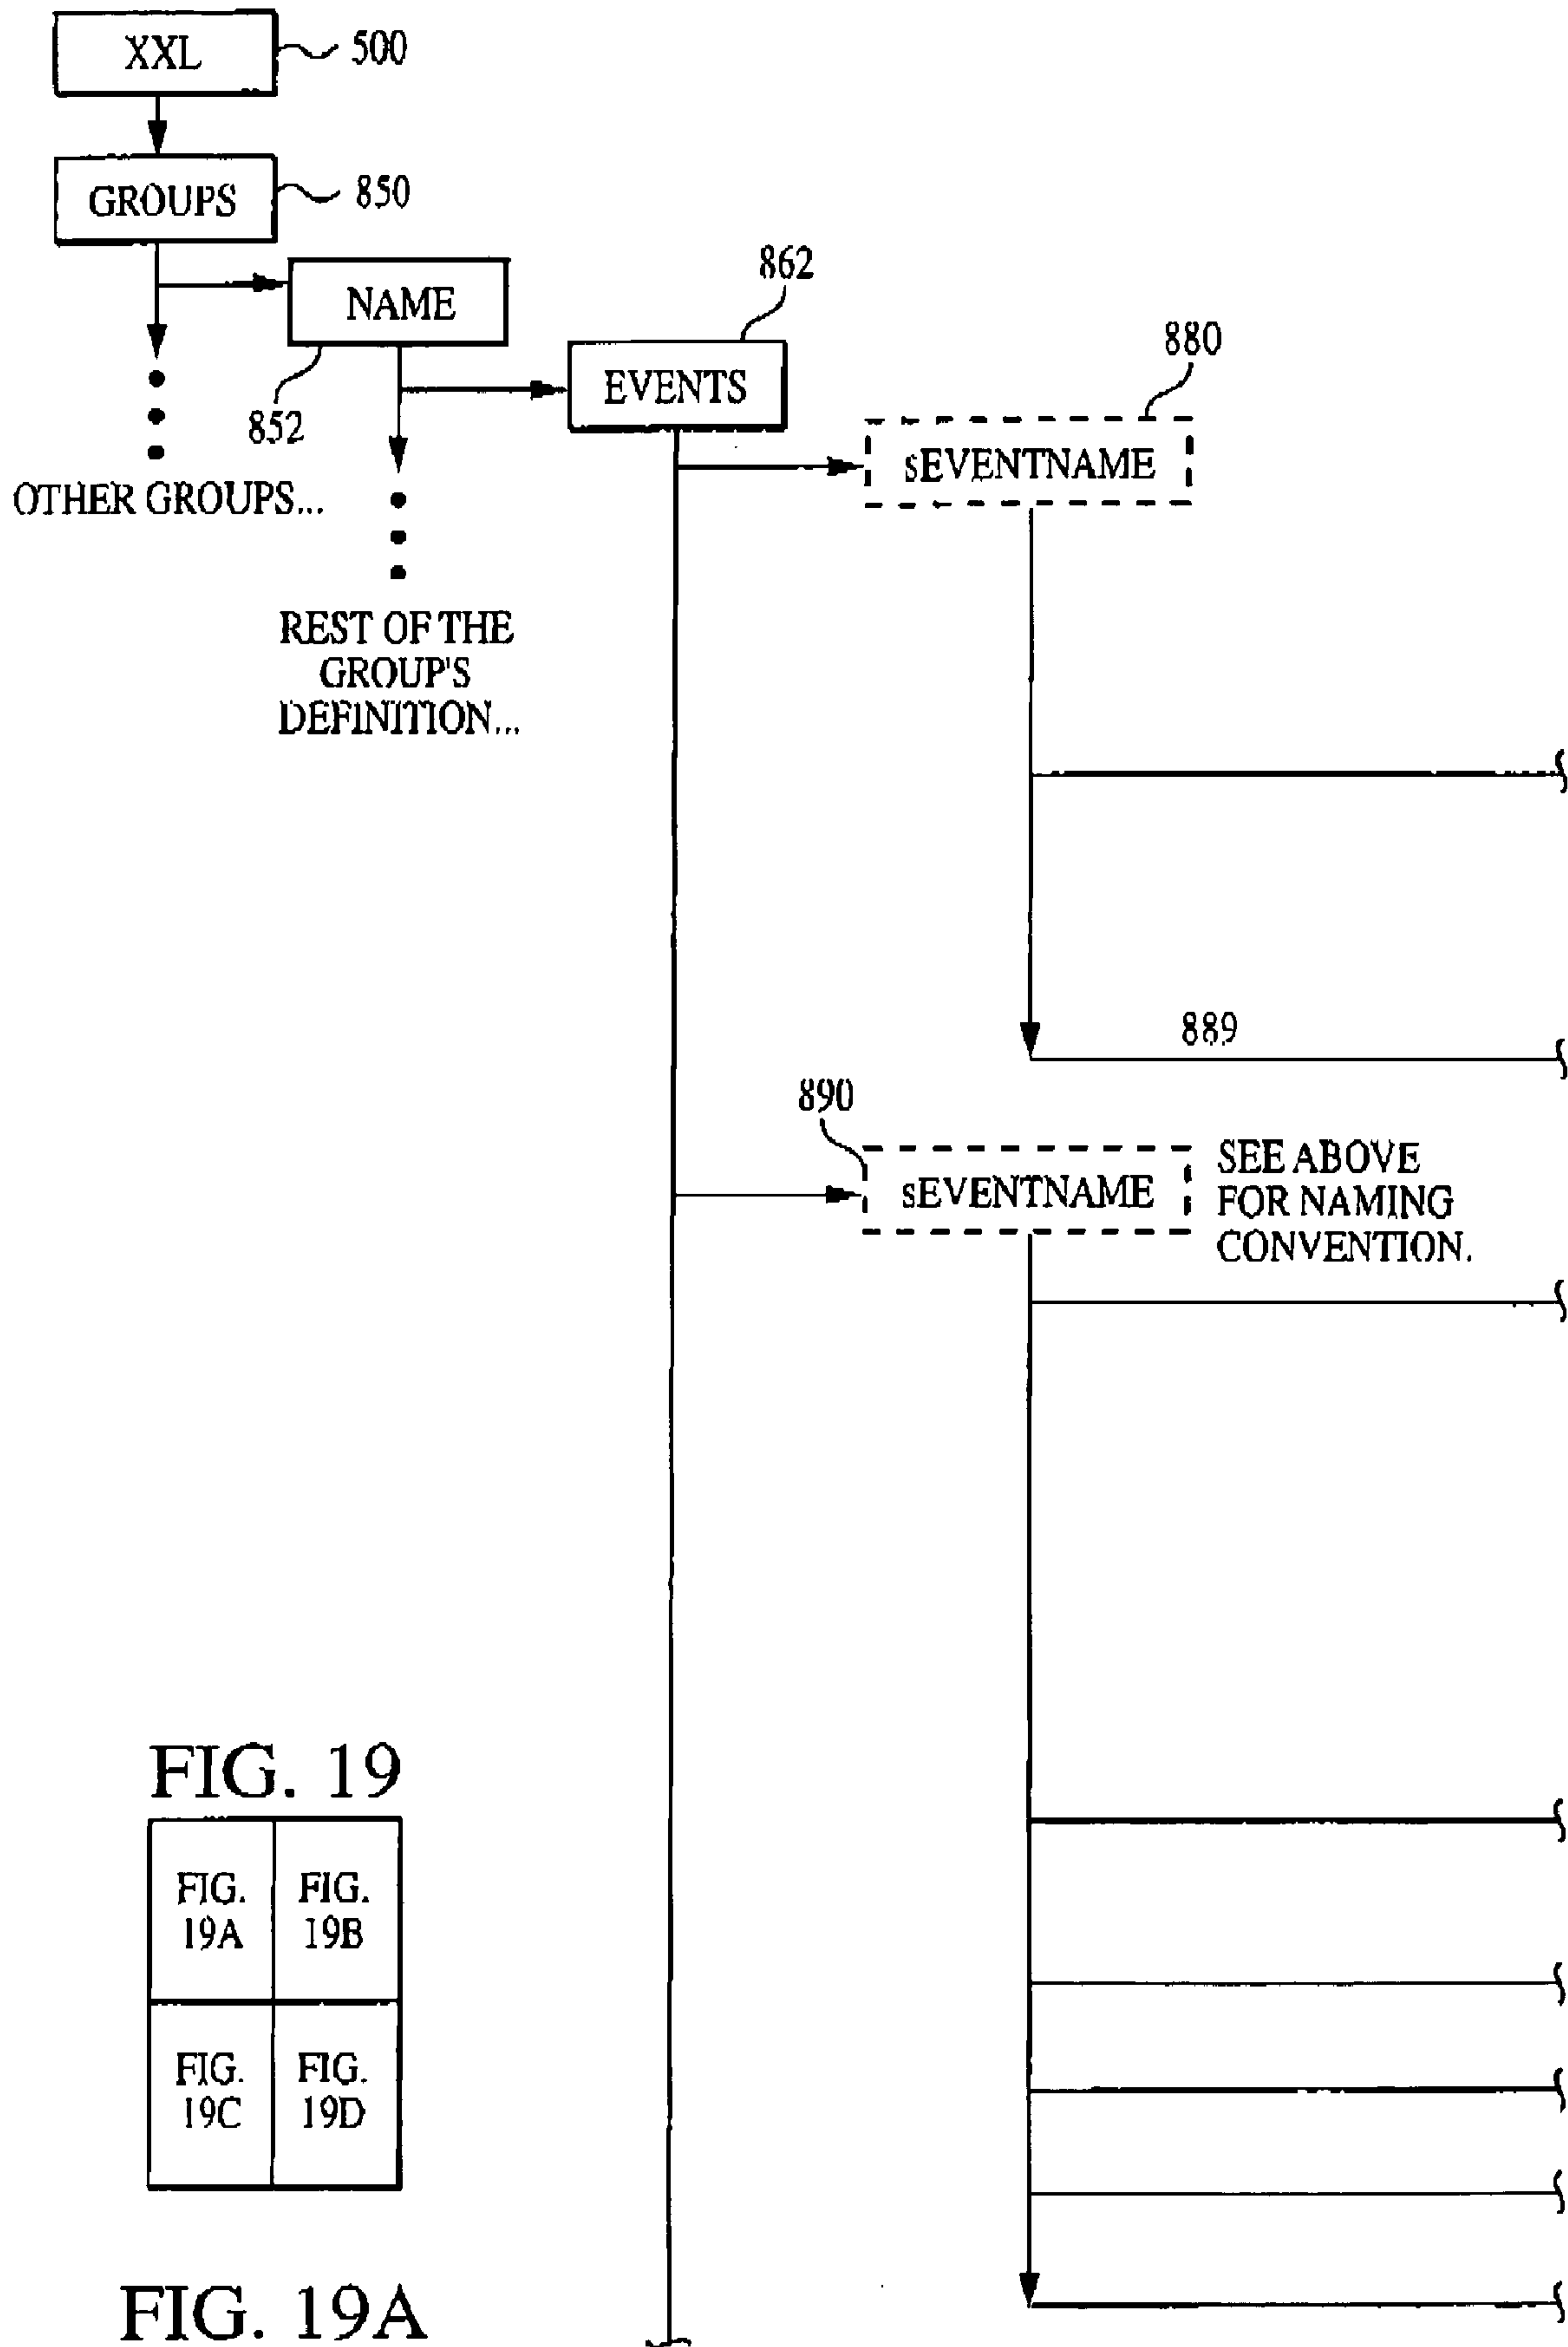 XXL
500
GROUPS
850
NAME
852
862
EVENTS
880
sEVENTNAME
OTHER GROUPS...
REST OF THE
GROUP'S
DEFINITION...
889
890
sEVENTNAME
SEE ABOVE
FOR NAMING
CONVENTION.
FIG. 19
FIG.
19A
FIG.
19B
FIG.
19C
FIG.
19D
FIG. 19A